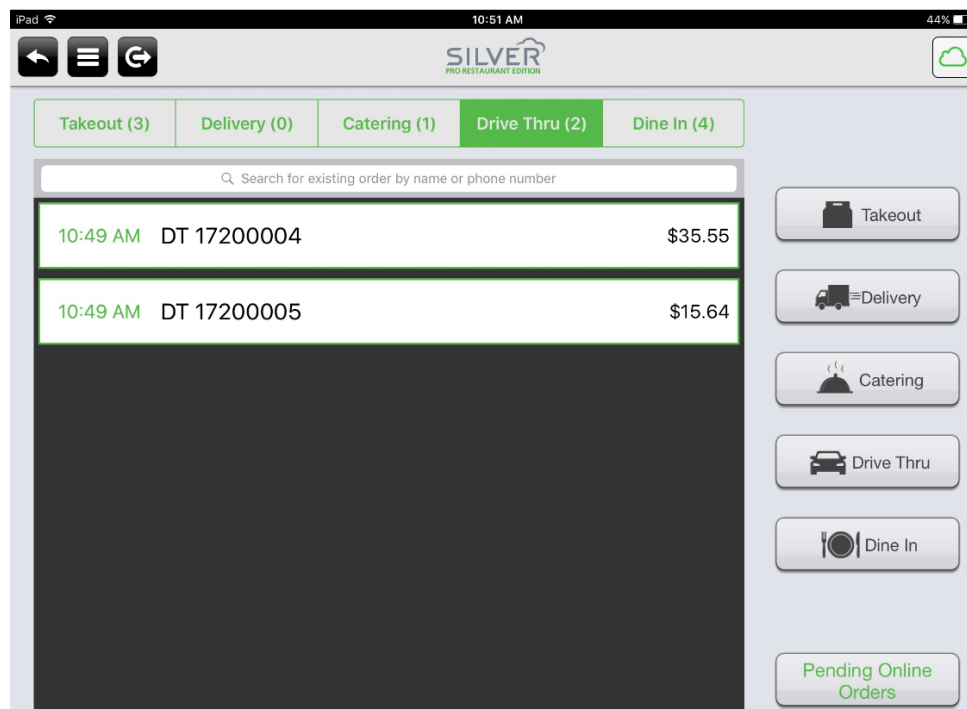 iPad 10:51 AM 44%
SILVER
PRO RESTAURANT EDITION
Takeout (3) Delivery (0) Catering (1) Drive Thru (2) Dine In (4)
Search for existing order by name or phone number
10:49 AM DT 17200004 $35.55
10:49 AM DT 17200005 $15.64
Takeout
Delivery
Catering
Drive Thru
Dine In
Pending Online
Orders